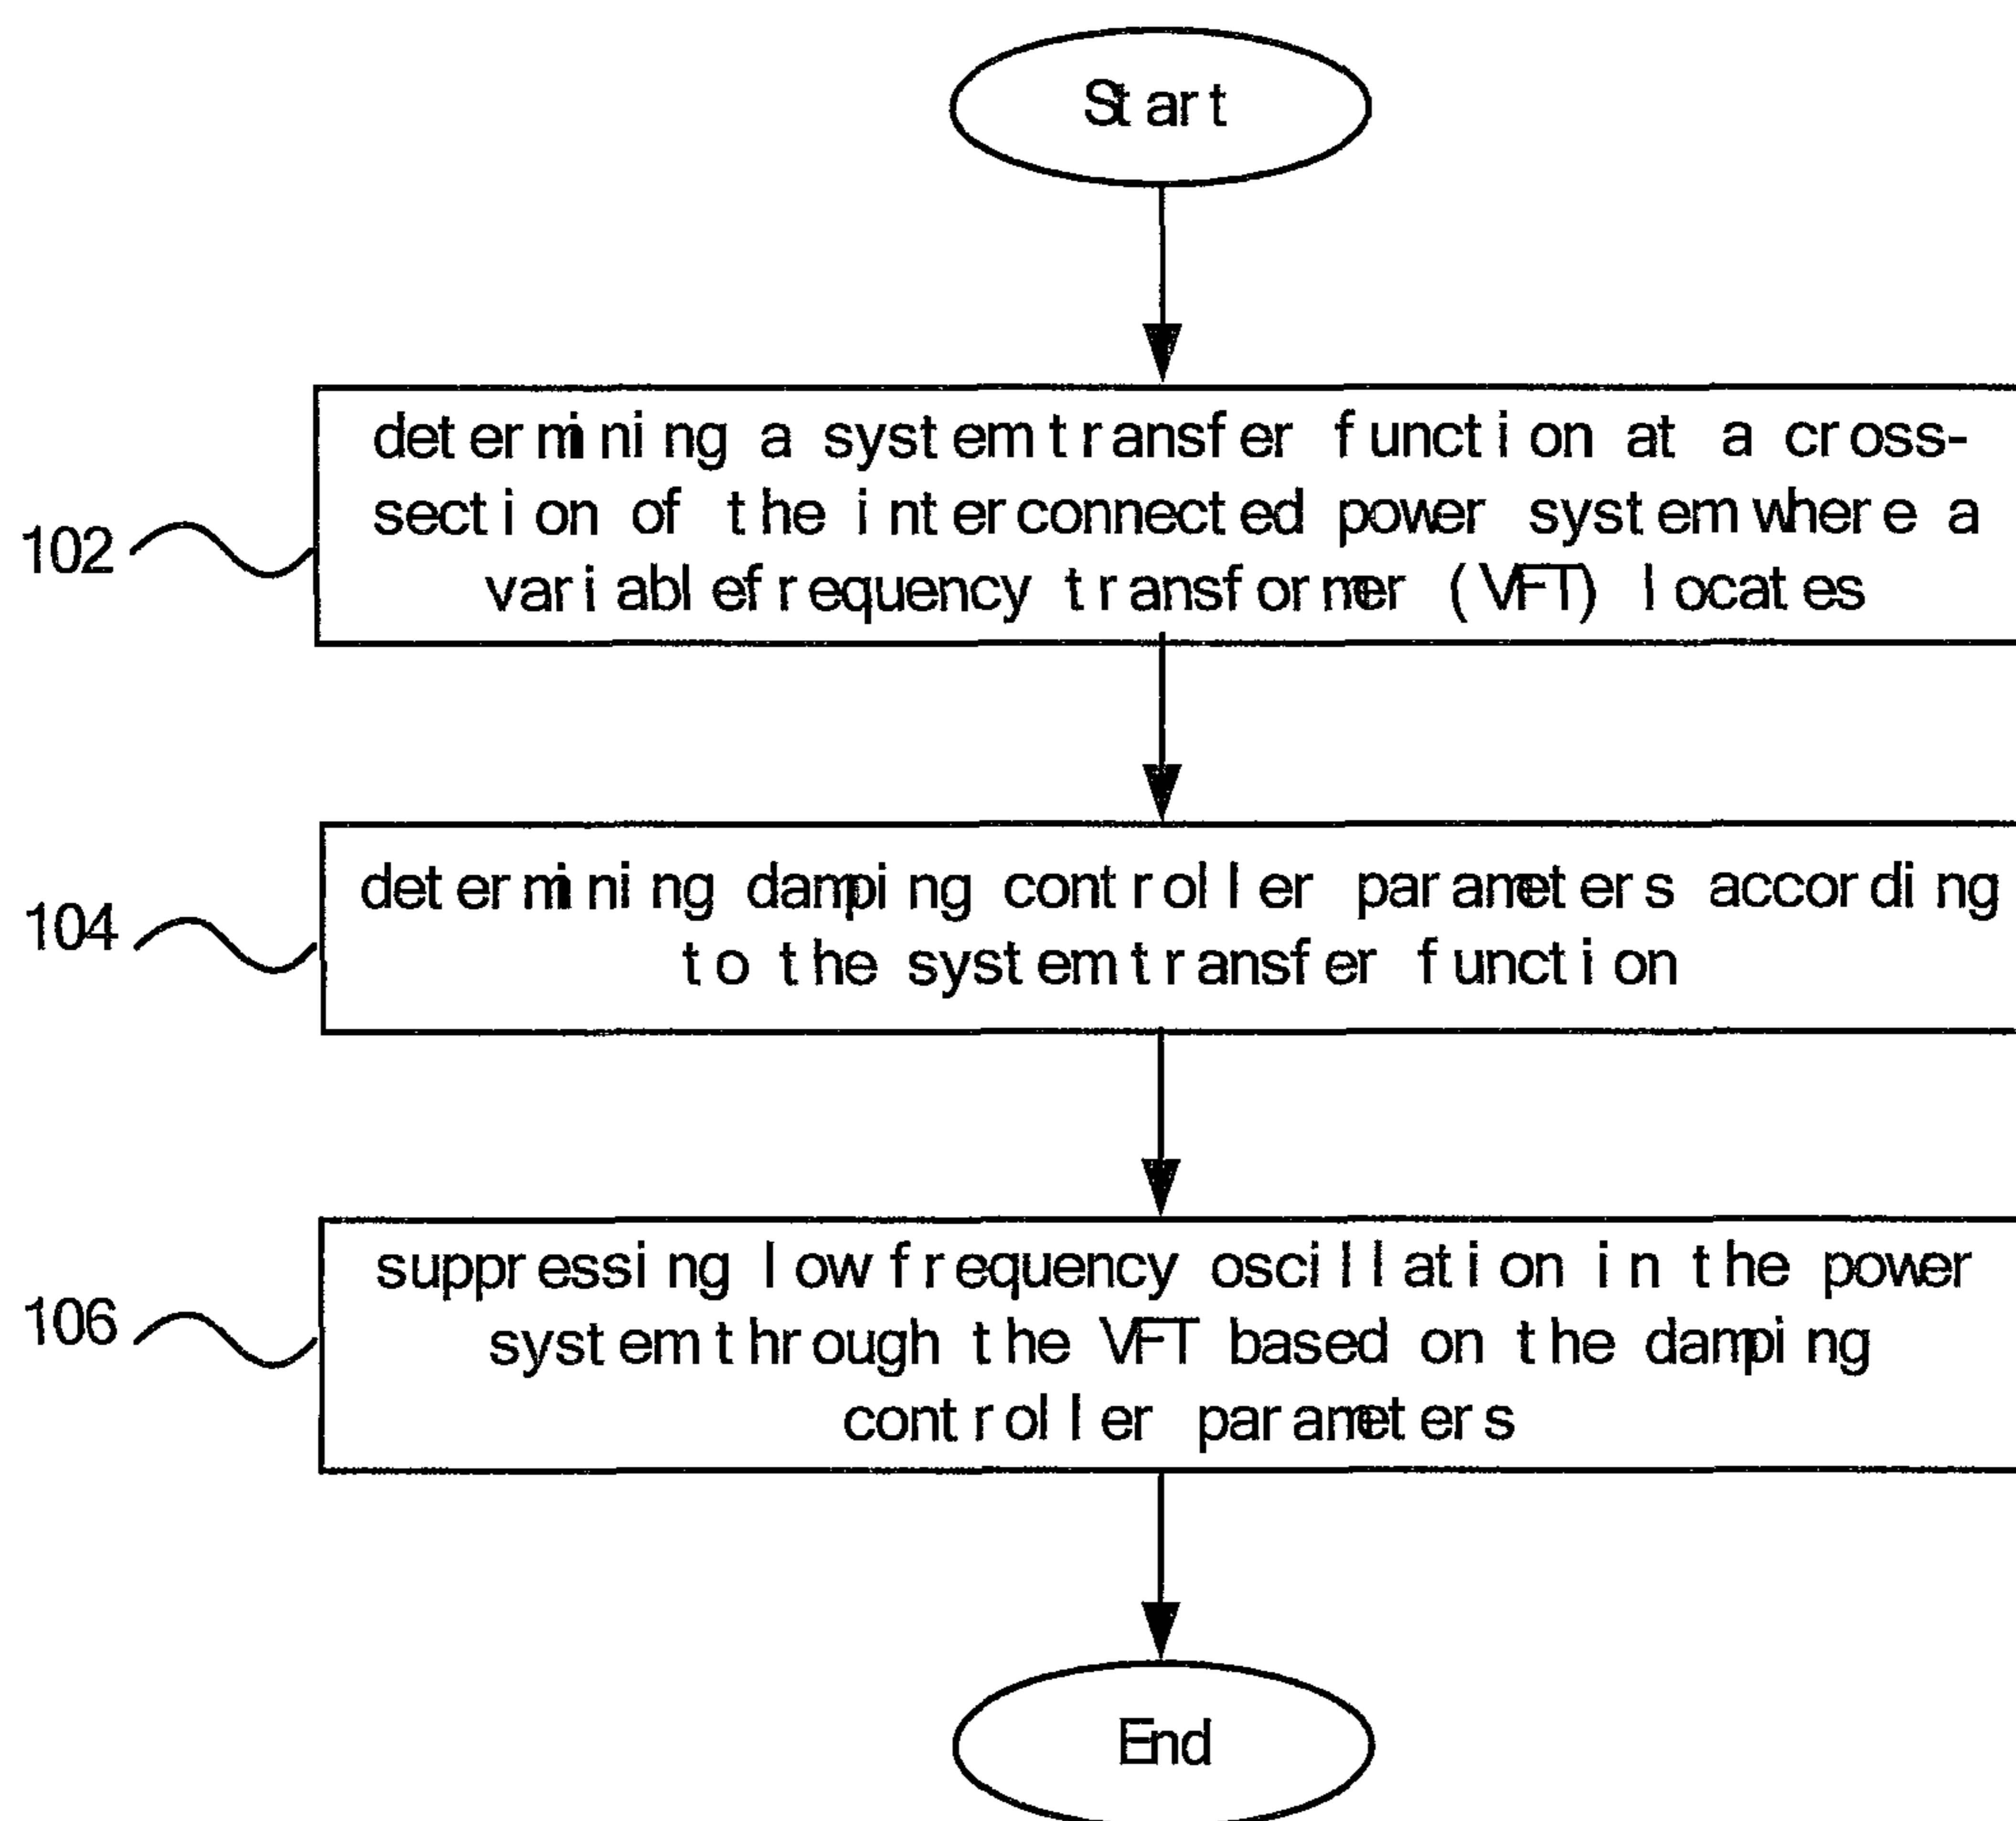 Start
determining a system transfer function at a cross-
section of the interconnected power system where a
variablefrequency transformer (VFT) locates
102
determining damping controller parameters according
to the system transfer function
104
suppressing low frequency oscillation in the power
system through the VFT based on the damping
controller parameters
106
End